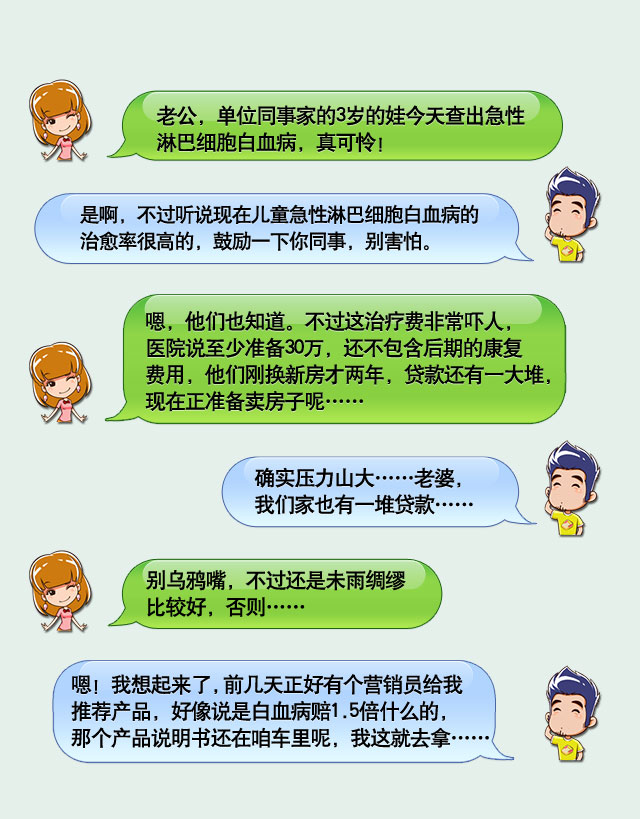 老公，单位同事家的3岁的娃今天查出急性
淋巴细胞白血病，真可怜！
是啊，不过听说现在儿童急性淋巴细胞白血病的
治愈率很高的，鼓励一下你同事，别害怕。
嗯，他们也知道。不过这治疗费非常吓人，
医院说至少准备30万，还不包含后期的康复
费用，他们刚换新房才两年，贷款还有一大堆，
现在正准备卖房子呢……
确实压力山大……老婆，
我们家也有一堆贷款……
别乌鸦嘴，不过还是未雨绸缪
比较好，否则……
嗯！我想起来了,前几天正好有个营销员给我
推荐产品，好像说是白血病赔1.5倍什么的，
那个产品说明书还在咱车里呢，我这就去拿……